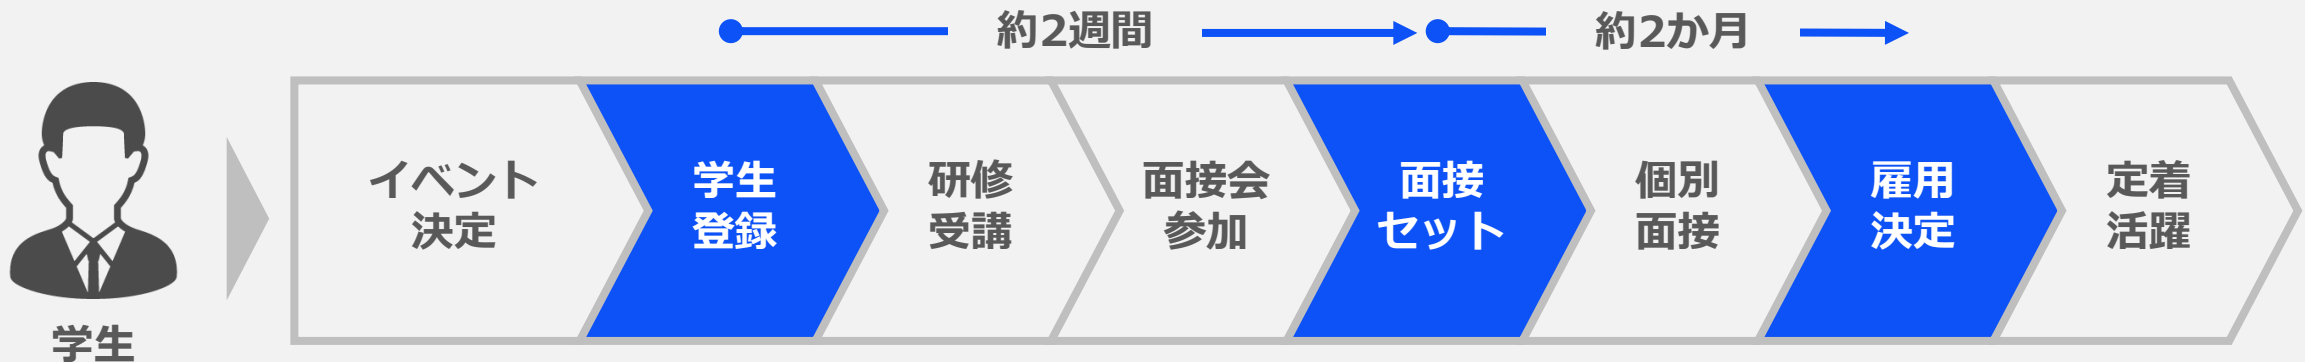 約2週間
約2か月
イベント
決定
学生
登録
研修
受講
面接会
参加
面接
セット
個別
面接
雇用
決定
定着
活躍
学生